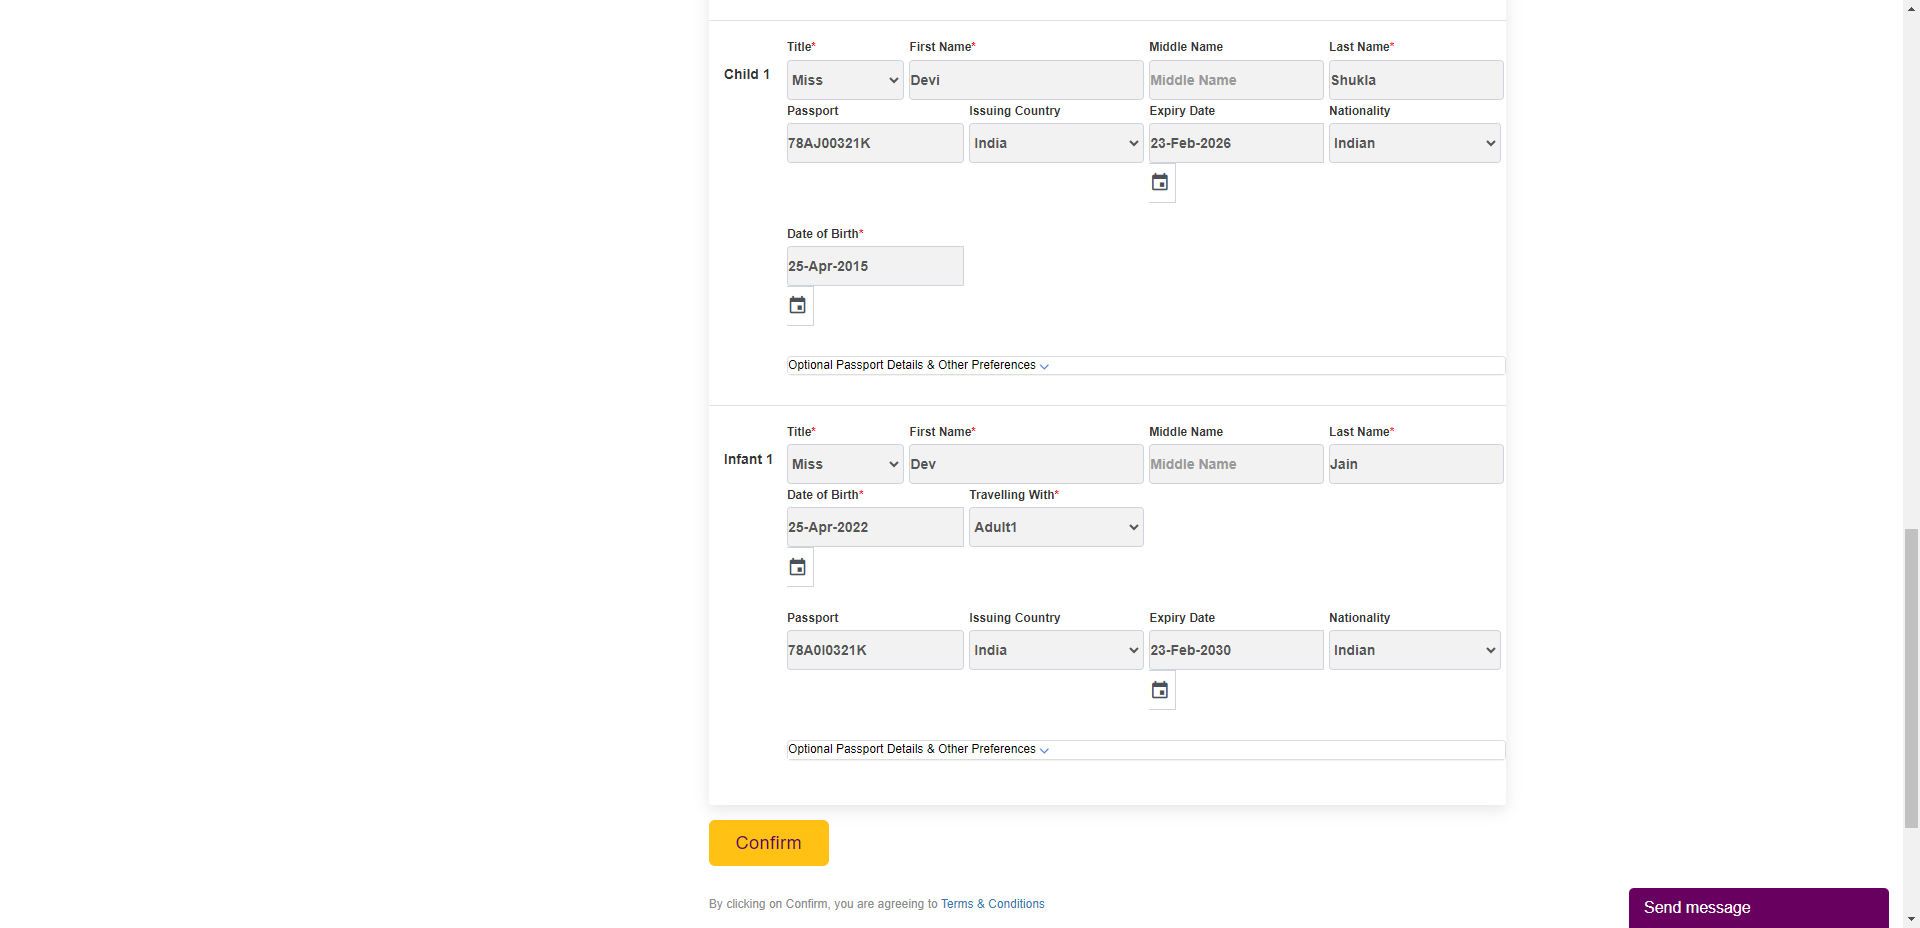 Title* First Name* Middle Name Last Name*
Child 1 Miss Devi Middle Name Shukla
Passport Issuing Country Expiry Date Nationality
78AJ00321K India 23-Feb-2026 Indian
Date of Birth*
25-Apr-2015
Optional Passport Details & Other Preferences
Title* First Name* Middle Name Last Name*
Infant 1 Miss Dev Middle Name Jain
Date of Birth* Travelling With*
25-Apr-2022 Adult1
Passport Issuing Country Expiry Date Nationality
78A0I0321K India 23-Feb-2030 Indian
Optional Passport Details & Other Preferences
Confirm
By clicking on Confirm, you are agreeing to Terms & Conditions
Send message